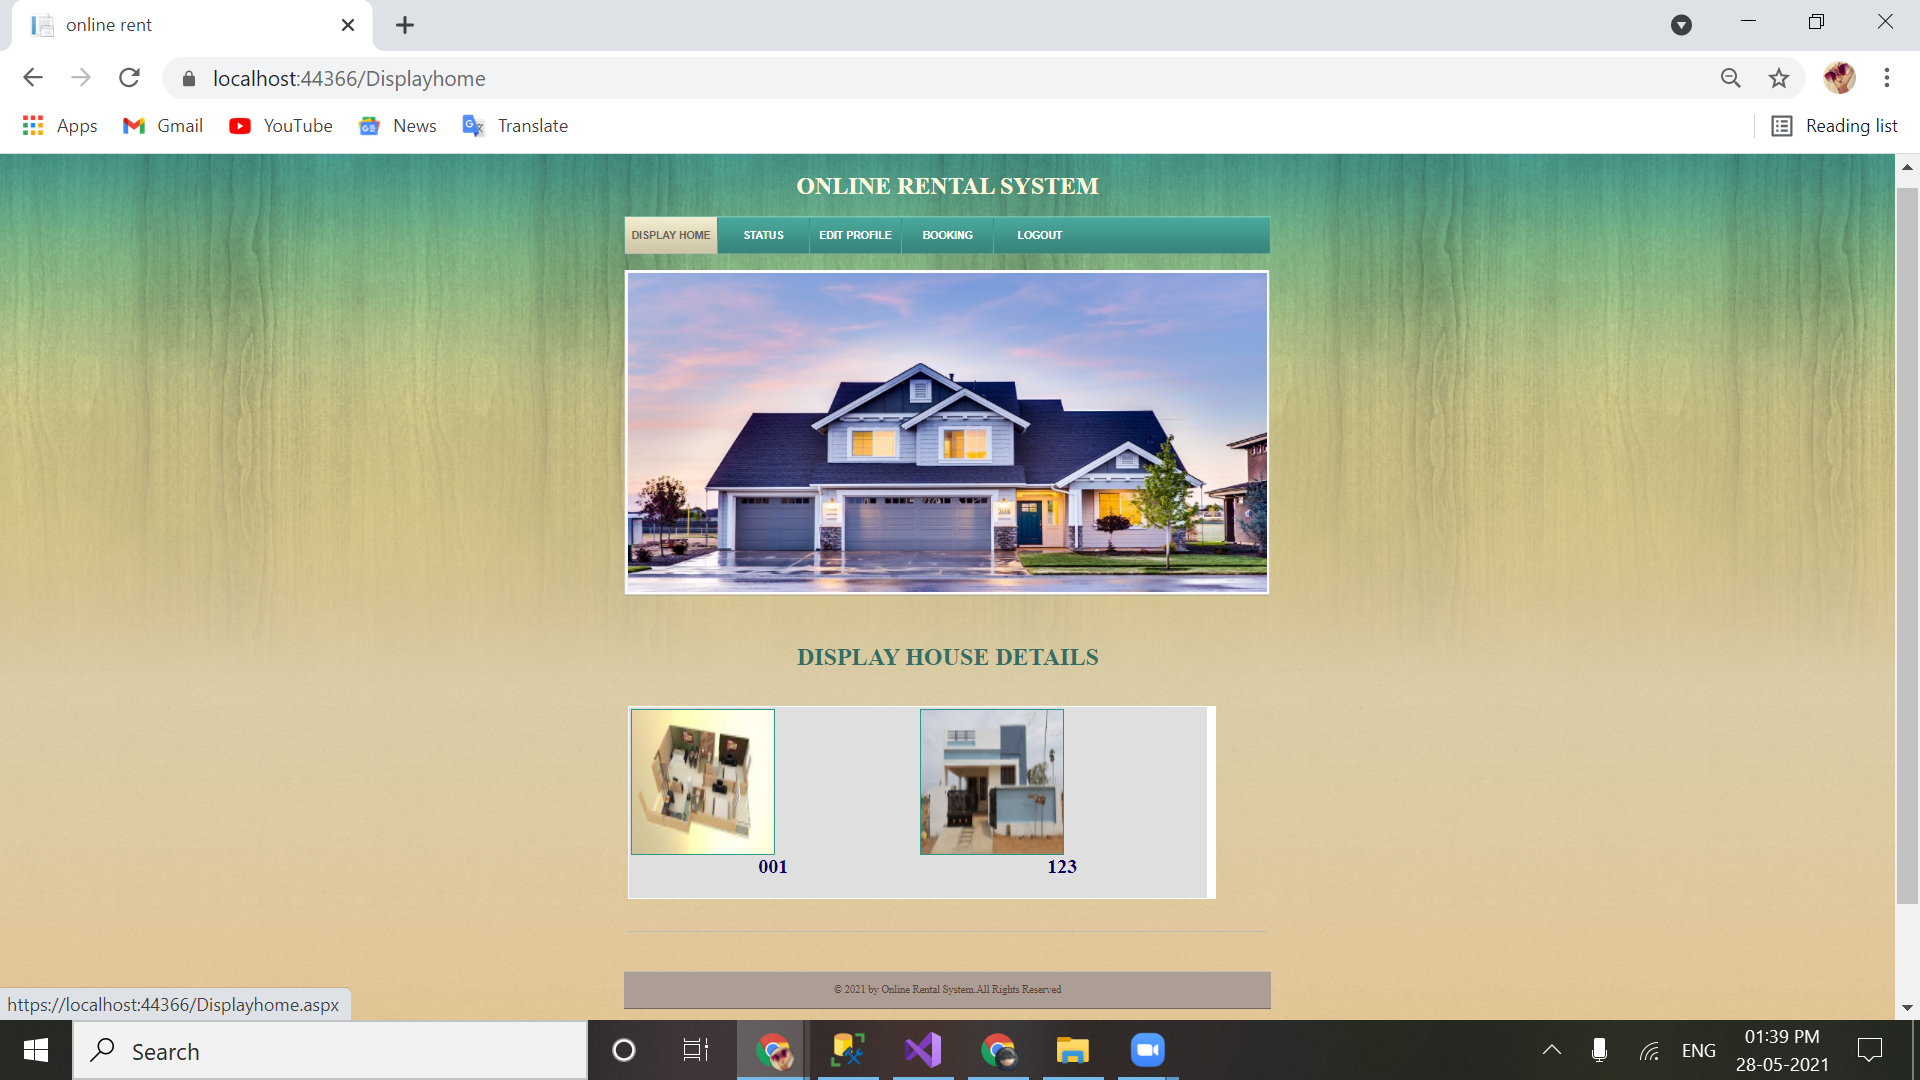 online rent
localhost:44366/Displayhome
Apps Gmail YouTube News Translate Reading list
ONLINE RENTAL SYSTEM
DISPLAY HOME STATUS EDIT PROFILE BOOKING LOGOUT
DISPLAY HOUSE DETAILS
001 123
© 2021 by Online Rental System.All Rights Reserved
https://localhost:44366/Displayhome.aspx
Search
ENG
01:39 PM
28-05-2021